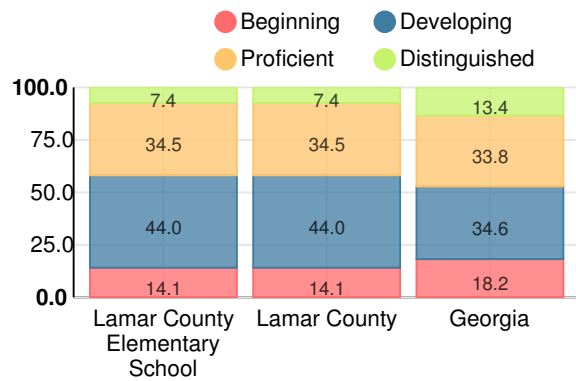 Beginning
Developing
Proficient
Distinguished
100.0
75.0
50.0
25.0
0.0
7.4
34.5
44.0
14.1
7.4
34.5
44.0
14.1
13.4
33.8
34.6
18.2
Lamar County
Elementary
School
Lamar County
Georgia